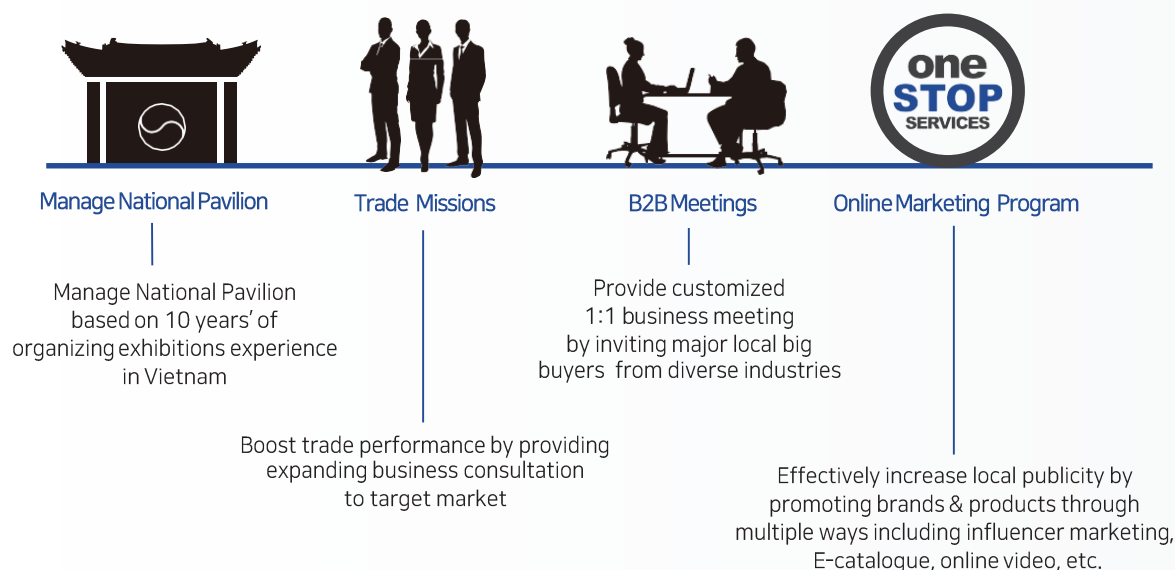 one
STOP
SERVICES
Manage National Pavilion
Trade Missions
B2B Meetings
Online Marketing Program
Manage National Pavilion
based on 10 years' of
organizing exhibitions experience
in Vietnam
Boost trade performance by providing
expanding business consultation
to target market
Provide customized
1:1 business meeting
by inviting major local big
buyers from diverse industries
Effectively increase local publicity by
promoting brands & products through
multiple ways including influencer marketing,
E-catalogue, online video, etc.